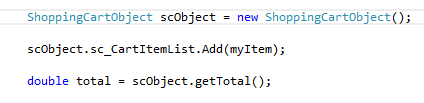 ShoppingCartObject scObject = new ShoppingCartObject();
scObject.sc_CartItemList.Add(myItem);
double total = scObject.getTotal();